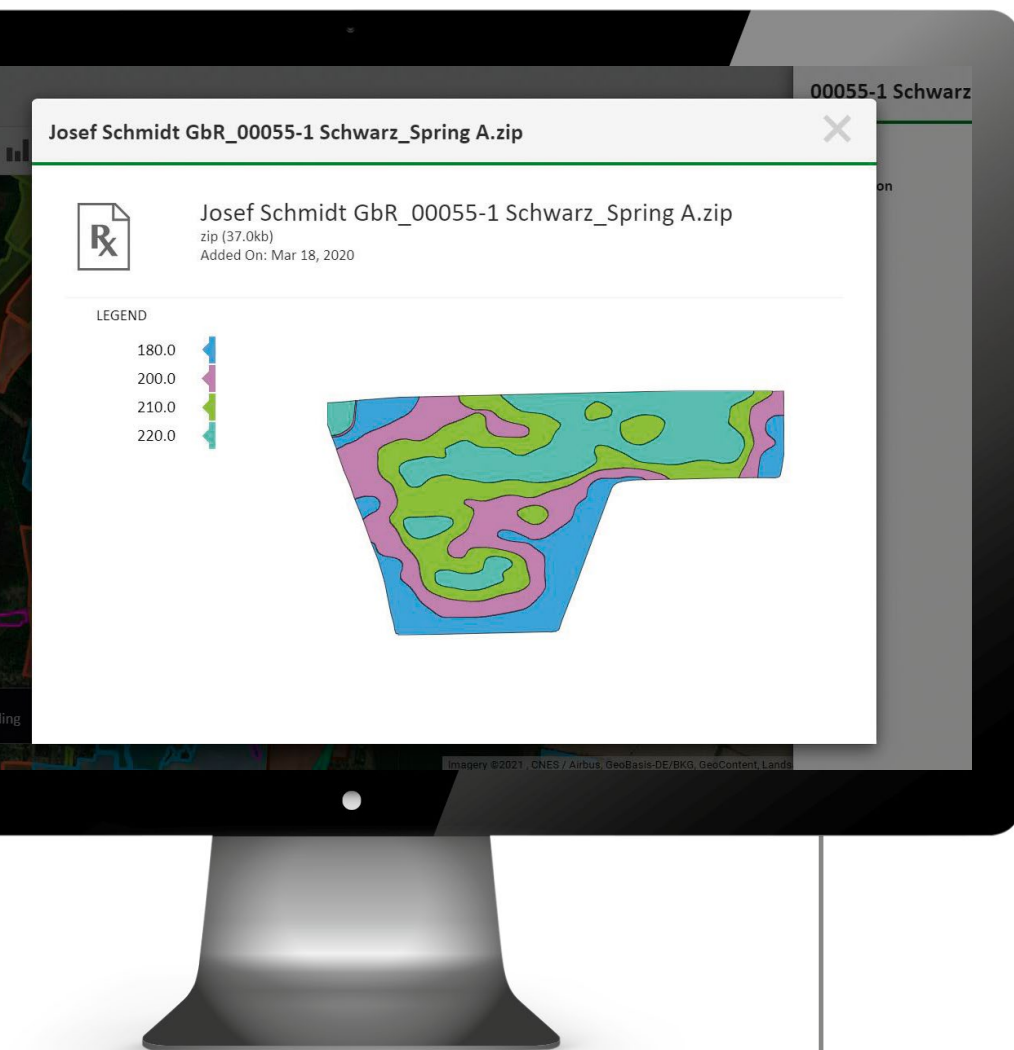 00055-1 Schwarz
Josef Schmidt GbR_00055-1 Schwarz_Spring A.zip
Rx
Josef Schmidt GbR_00055-1 Schwarz_Spring A.zip
zip (37.0kb)
Added On: Mar 18, 2020
LEGEND
180.0
200.0
210.0
220.0
Imagery ©2021 , CNES / Airbus, GeoBasis-DE/BKG, GeoContent, Lands